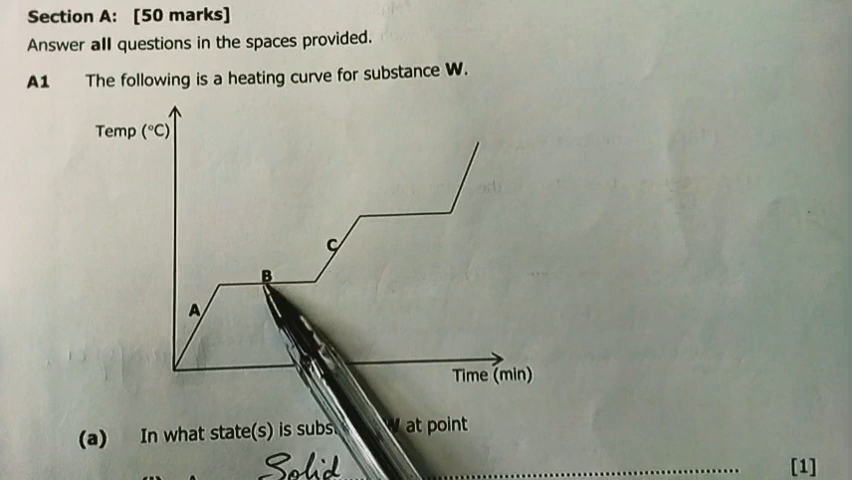 Section A: [50 marks]
Answer all questions in the spaces provided.
A1 The following is a heating curve for substance W.
Temp (°C)
C
B
A
Time (min)
(a) In what state(s) is subs at point
Solid [1]